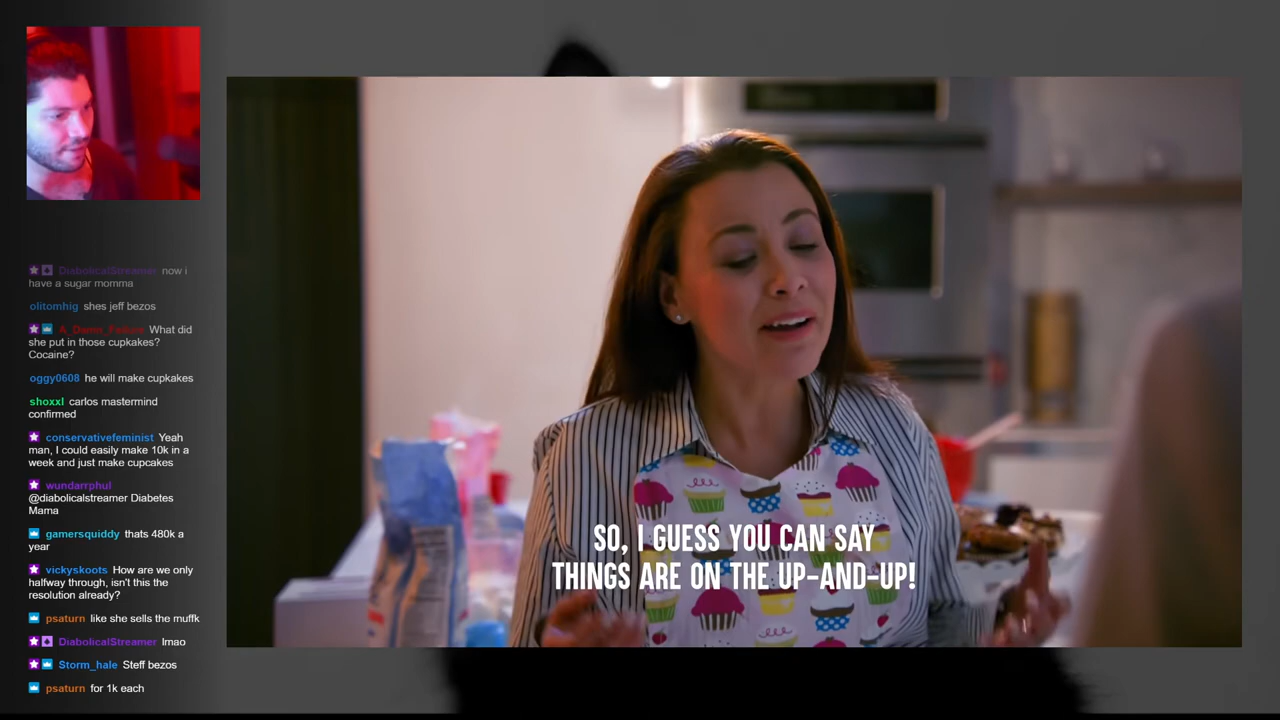 DiabolicalStreamer now i
have a sugar momma
olitomhig shes jeff bezos
A_Damn_Failure What did
she put in those cupkakes?
Cocaine?
oggy0608 he will make cupkakes
shoxxl carlos mastermind
confirmed
conservativefeminist Yeah
man, I could easily make 10k in a
week and just make cupcakes
wundarrphul
@diabolicalstreamer Diabetes
Mama
gamersquiddy thats 480k a
year
vickyskoots How are we only
halfway through, isn't this the
resolution already?
psaturn like she sells the muffk
DiabolicalStreamer lmao
Storm_hale Steff bezos
psaturn for 1k each
SO, I GUESS YOU CAN SAY
THINGS ARE ON THE UP-AND-UP!